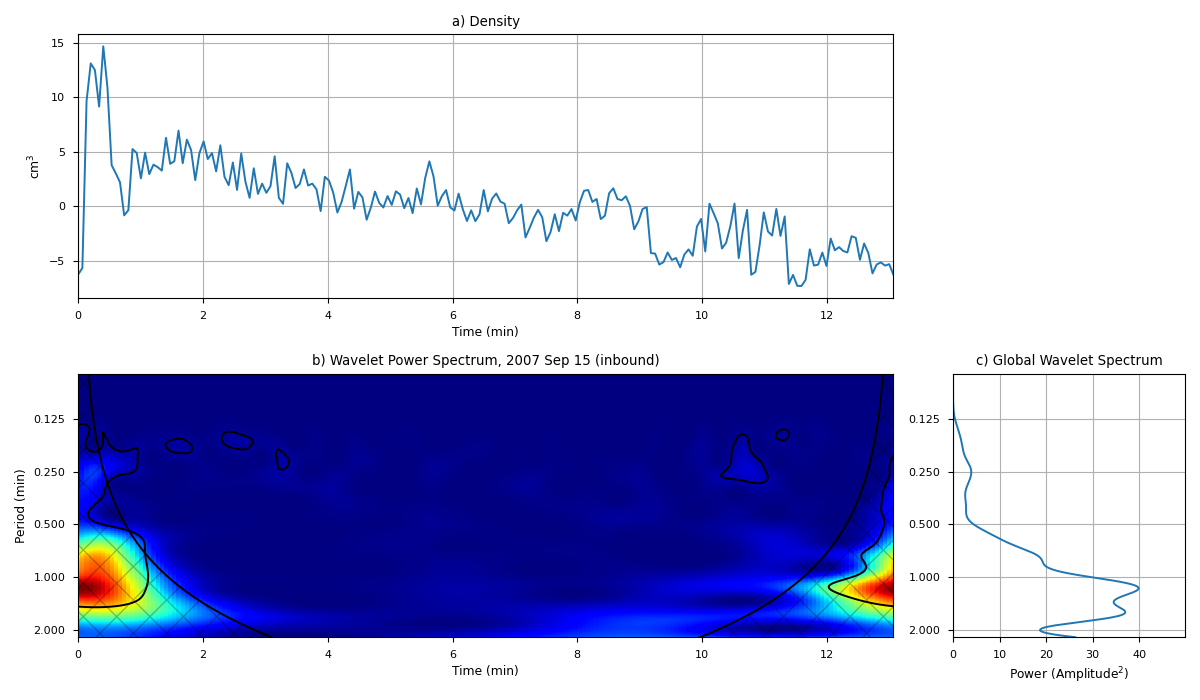 a) Density
cm³
15
10
5
0
−5
0 2 4 6 8 10 12
Time (min)
b) Wavelet Power Spectrum, 2007 Sep 15 (inbound)
Period (min)
0.125
0.250
0.500
1.000
2.000
0 2 4 6 8 10 12
Time (min)
c) Global Wavelet Spectrum
0.125
0.250
0.500
1.000
2.000
0 10 20 30 40
Power (Amplitude²)